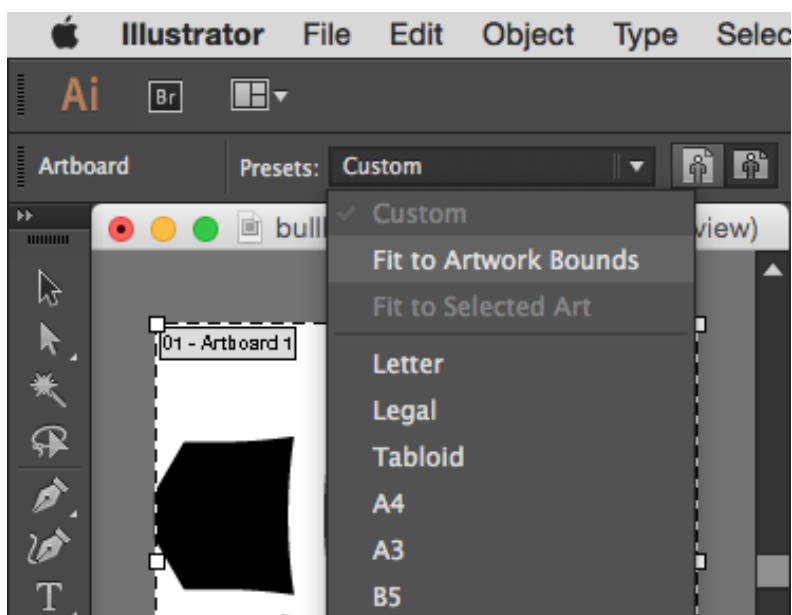 Illustrator File Edit Object Type Selec
Ai Br
Artboard Presets: Custom
Custom
Fit to Artwork Bounds
Fit to Selected Art
Letter
Legal
Tabloid
A4
A3
B5
bull
view)
01 - Artboard 1
T